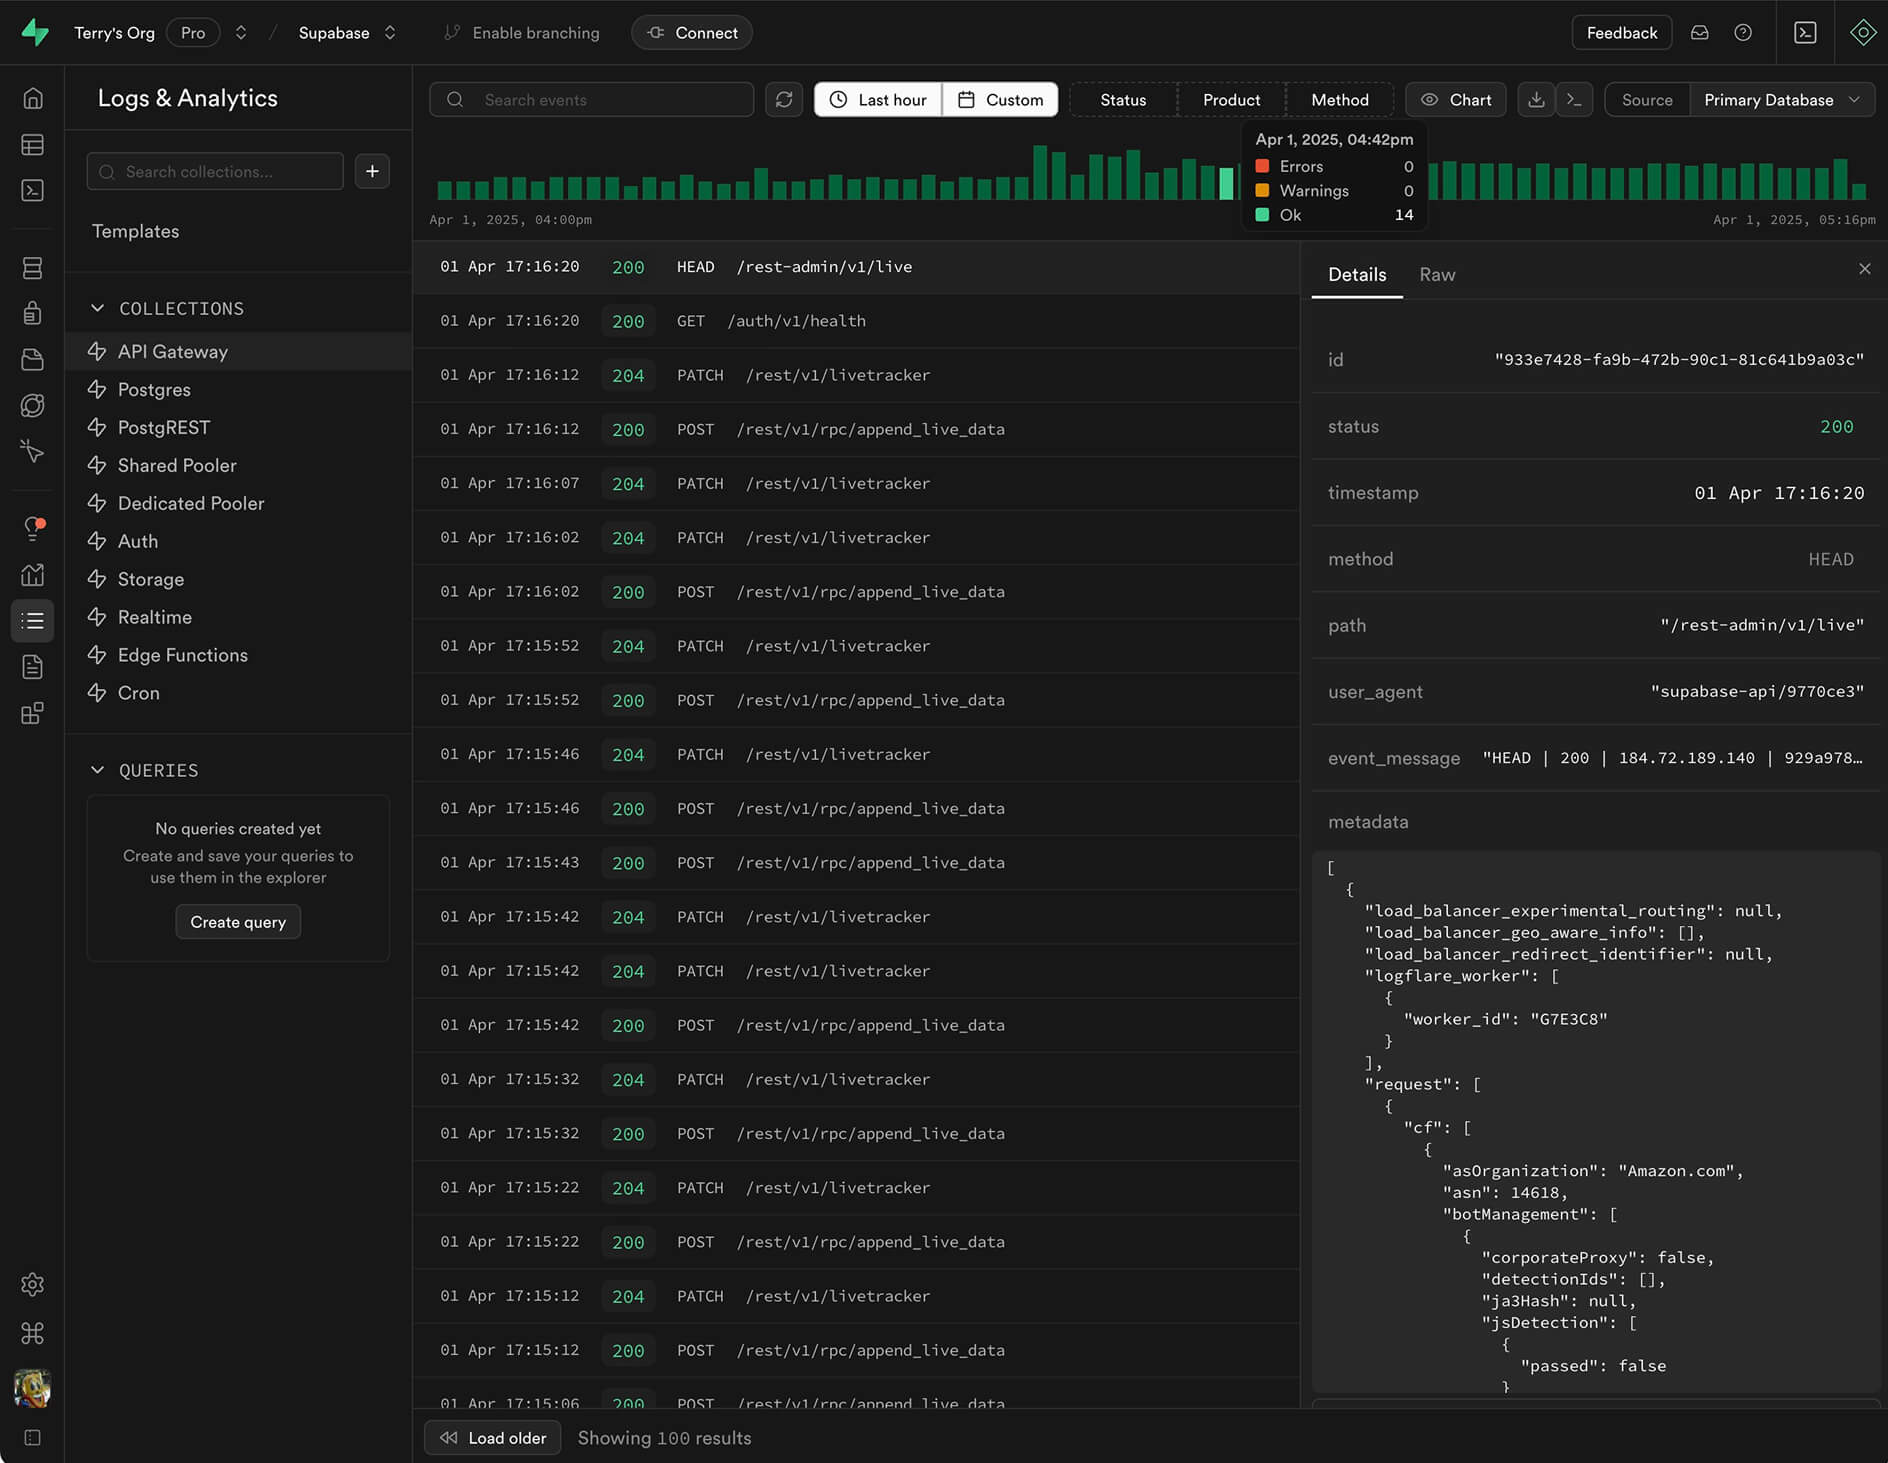 Terry's Org Pro / Supabase Enable branching Connect Feedback
Logs & Analytics
Search collections...
Templates
COLLECTIONS
API Gateway
Postgres
PostgREST
Shared Pooler
Dedicated Pooler
Auth
Storage
Realtime
Edge Functions
Cron
QUERIES
No queries created yet
Create and save your queries to
use them in the explorer
Create query
Search events Last hour Custom Status Product Method Chart Source Primary Database
Apr 1, 2025, 04:42pm
Errors 0
Warnings 0
Ok 14
Apr 1, 2025, 04:00pm Apr 1, 2025, 05:16pm
01 Apr 17:16:20 200 HEAD /rest-admin/v1/live
01 Apr 17:16:20 200 GET /auth/v1/health
01 Apr 17:16:12 204 PATCH /rest/v1/livetracker
01 Apr 17:16:12 200 POST /rest/v1/rpc/append_live_data
01 Apr 17:16:07 204 PATCH /rest/v1/livetracker
01 Apr 17:16:02 204 PATCH /rest/v1/livetracker
01 Apr 17:16:02 200 POST /rest/v1/rpc/append_live_data
01 Apr 17:15:52 204 PATCH /rest/v1/livetracker
01 Apr 17:15:52 200 POST /rest/v1/rpc/append_live_data
01 Apr 17:15:46 204 PATCH /rest/v1/livetracker
01 Apr 17:15:46 200 POST /rest/v1/rpc/append_live_data
01 Apr 17:15:43 200 POST /rest/v1/rpc/append_live_data
01 Apr 17:15:42 204 PATCH /rest/v1/livetracker
01 Apr 17:15:42 204 PATCH /rest/v1/livetracker
01 Apr 17:15:42 200 POST /rest/v1/rpc/append_live_data
01 Apr 17:15:32 204 PATCH /rest/v1/livetracker
01 Apr 17:15:32 200 POST /rest/v1/rpc/append_live_data
01 Apr 17:15:22 204 PATCH /rest/v1/livetracker
01 Apr 17:15:22 200 POST /rest/v1/rpc/append_live_data
01 Apr 17:15:12 204 PATCH /rest/v1/livetracker
01 Apr 17:15:12 200 POST /rest/v1/rpc/append_live_data
01 Apr 17:15:06 200 POST /rest/v1/rpc/append_live_data
Load older Showing 100 results
Details Raw
id "933e7428-fa9b-472b-90c1-81c641b9a03c"
status 200
timestamp 01 Apr 17:16:20
method HEAD
path "/rest-admin/v1/live"
user_agent "supabase-api/9770ce3"
event_message "HEAD | 200 | 184.72.189.140 | 929a978…
metadata
[
{
"load_balancer_experimental_routing": null,
"load_balancer_geo_aware_info": [],
"load_balancer_redirect_identifier": null,
"logflare_worker": [
{
"worker_id": "G7E3C8"
}
],
"request": [
{
"cf": [
{
"asOrganization": "Amazon.com",
"asn": 14618,
"botManagement": [
{
"corporateProxy": false,
"detectionIds": [],
"ja3Hash": null,
"jsDetection": [
{
"passed": false
}